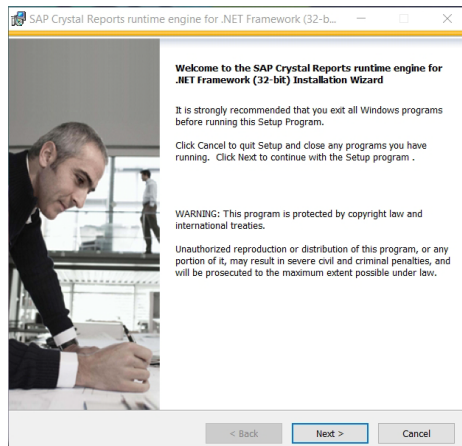 SAP Crystal Reports runtime engine for .NET Framework (32-b...
Welcome to the SAP Crystal Reports runtime engine for
.NET Framework (32-bit) Installation Wizard
It is strongly recommended that you exit all Windows programs
before running this Setup Program.
Click Cancel to quit Setup and close any programs you have
running.  Click Next to continue with the Setup program .
WARNING: This program is protected by copyright law and
international treaties.
Unauthorized reproduction or distribution of this program, or any
portion of it, may result in severe civil and criminal penalties, and
will be prosecuted to the maximum extent possible under law.
< Back
Next >
Cancel